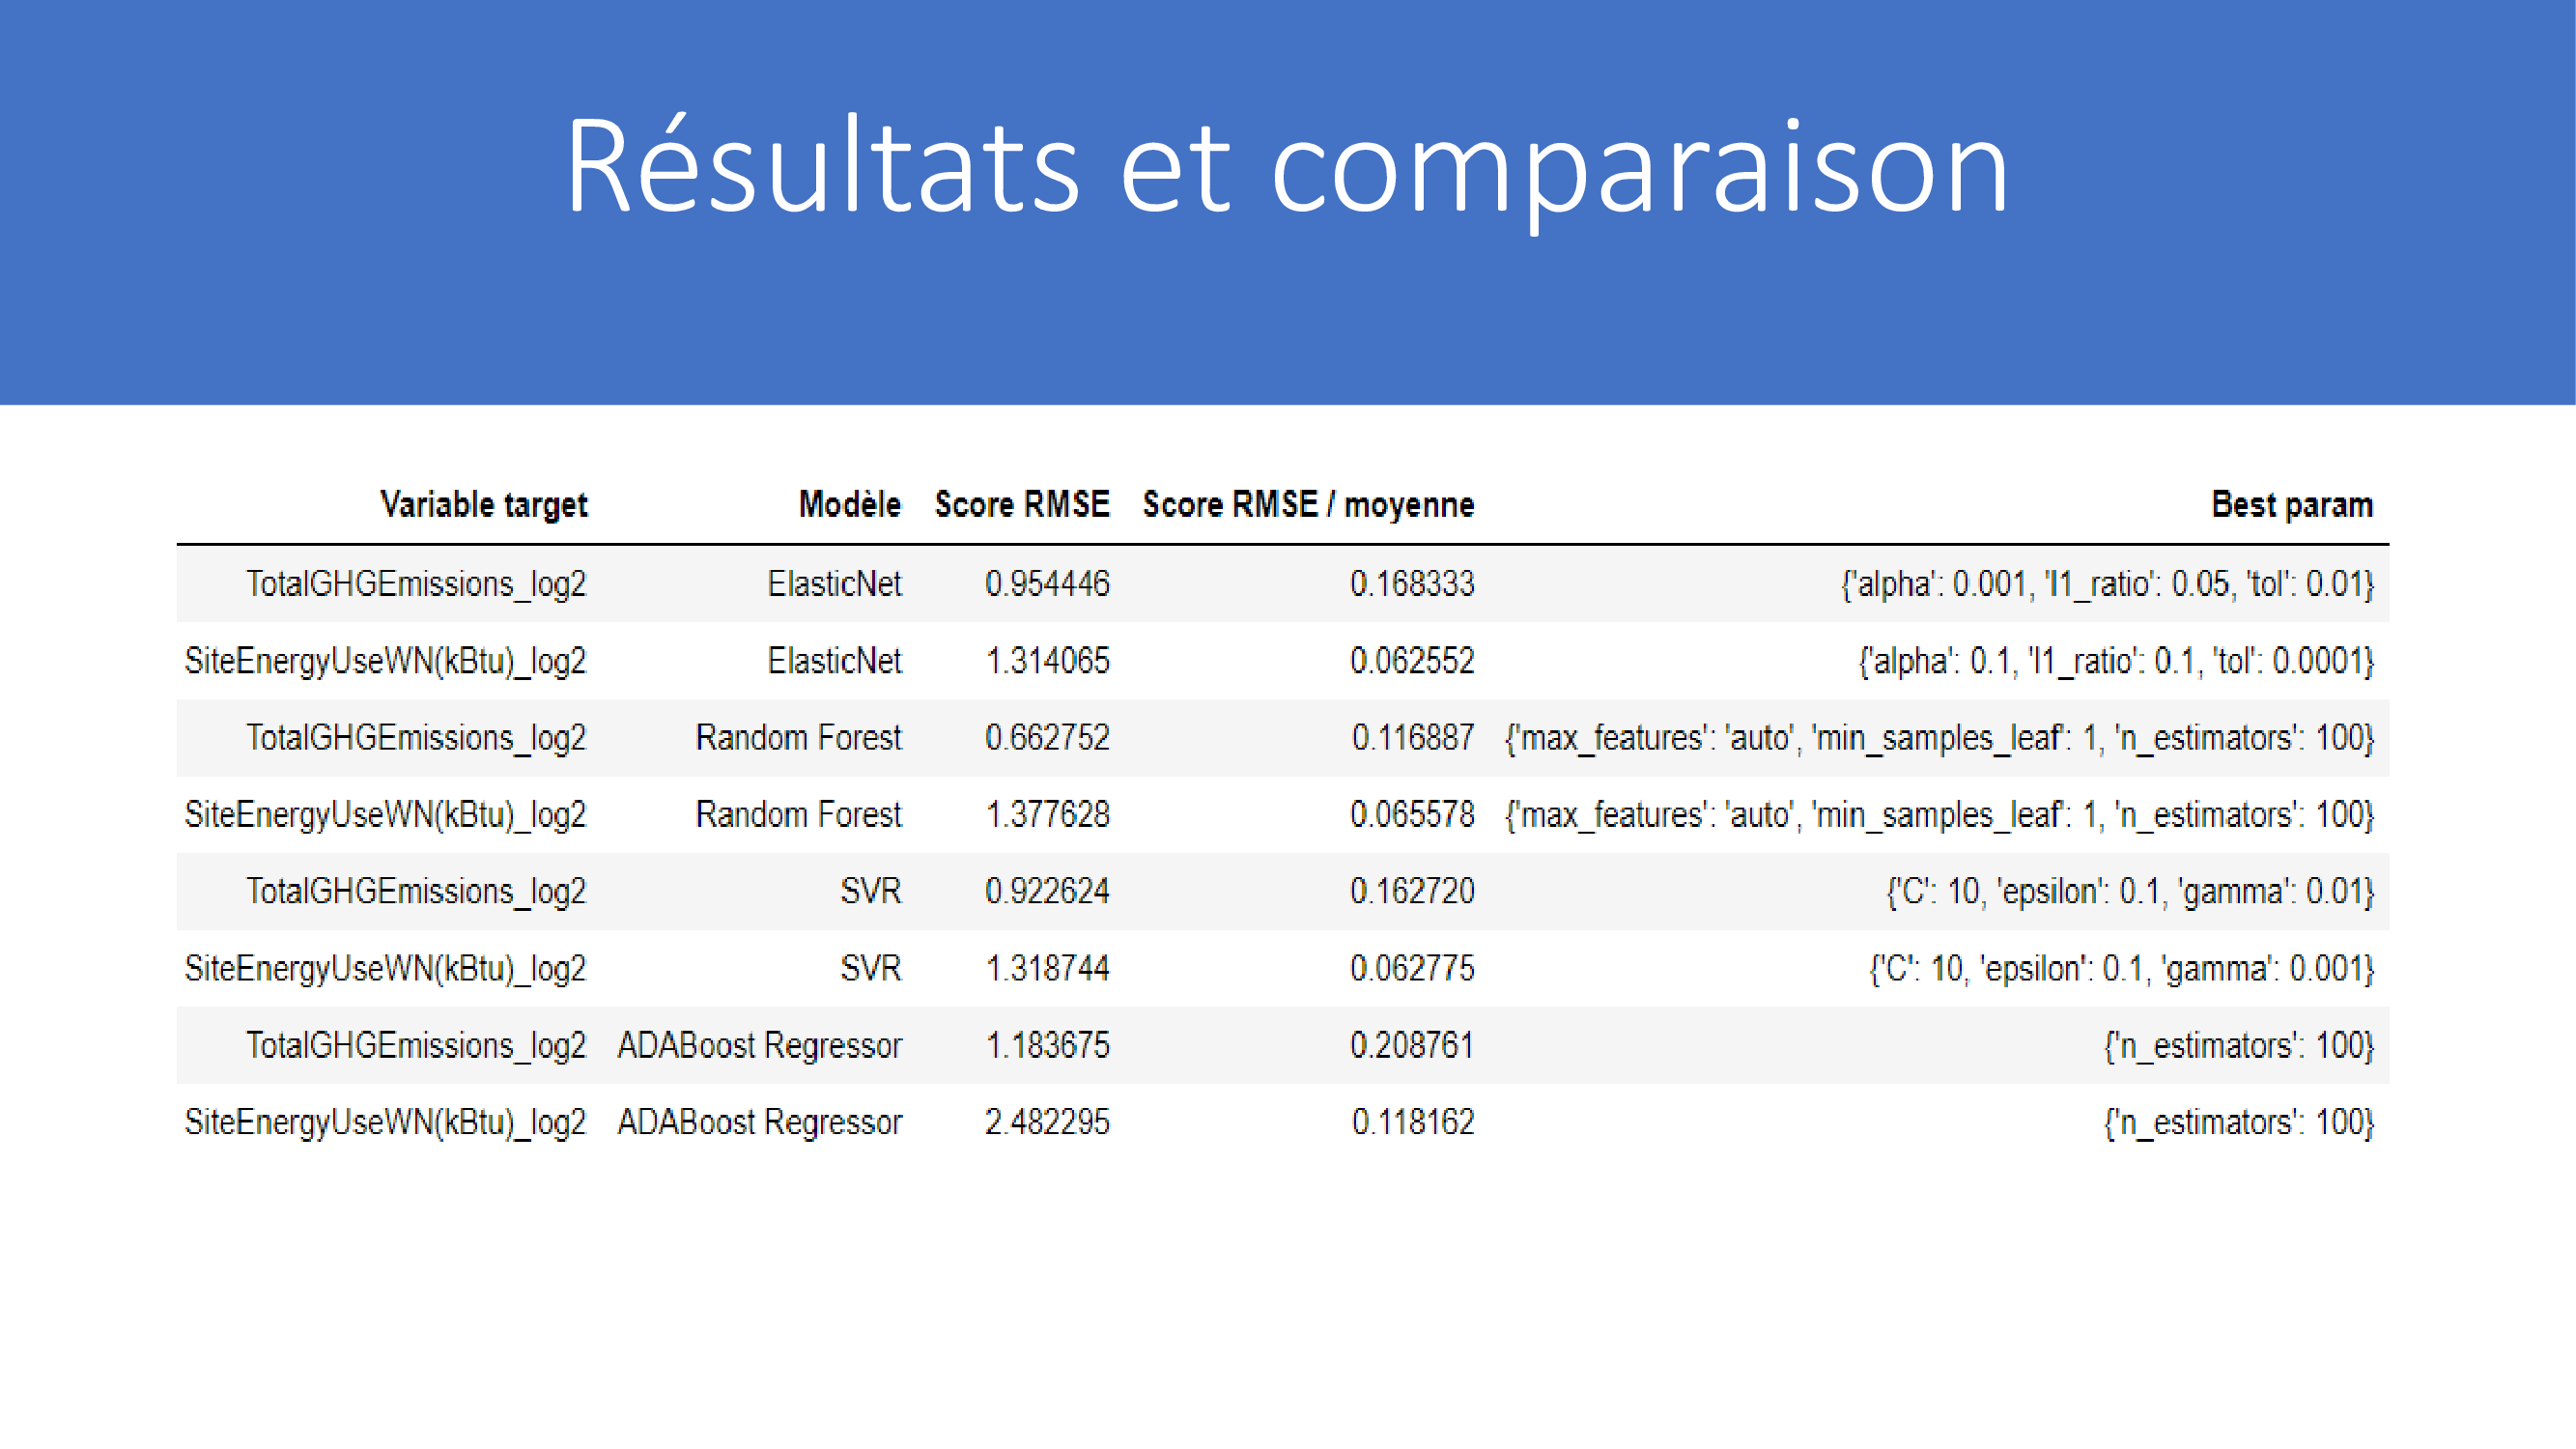 Résultats et comparaison
Variable target Modèle Score RMSE Score RMSE / moyenne Best param
TotalGHGEmissions_log2 ElasticNet 0.954446 0.168333 {'alpha': 0.001, 'l1_ratio': 0.05, 'tol': 0.01}
SiteEnergyUseWN(kBtu)_log2 ElasticNet 1.314065 0.062552 {'alpha': 0.1, 'l1_ratio': 0.1, 'tol': 0.0001}
TotalGHGEmissions_log2 Random Forest 0.662752 0.116887 {'max_features': 'auto', 'min_samples_leaf': 1, 'n_estimators': 100}
SiteEnergyUseWN(kBtu)_log2 Random Forest 1.377628 0.065578 {'max_features': 'auto', 'min_samples_leaf': 1, 'n_estimators': 100}
TotalGHGEmissions_log2 SVR 0.922624 0.162720 {'C': 10, 'epsilon': 0.1, 'gamma': 0.01}
SiteEnergyUseWN(kBtu)_log2 SVR 1.318744 0.062775 {'C': 10, 'epsilon': 0.1, 'gamma': 0.001}
TotalGHGEmissions_log2 ADABoost Regressor 1.183675 0.208761 {'n_estimators': 100}
SiteEnergyUseWN(kBtu)_log2 ADABoost Regressor 2.482295 0.118162 {'n_estimators': 100}